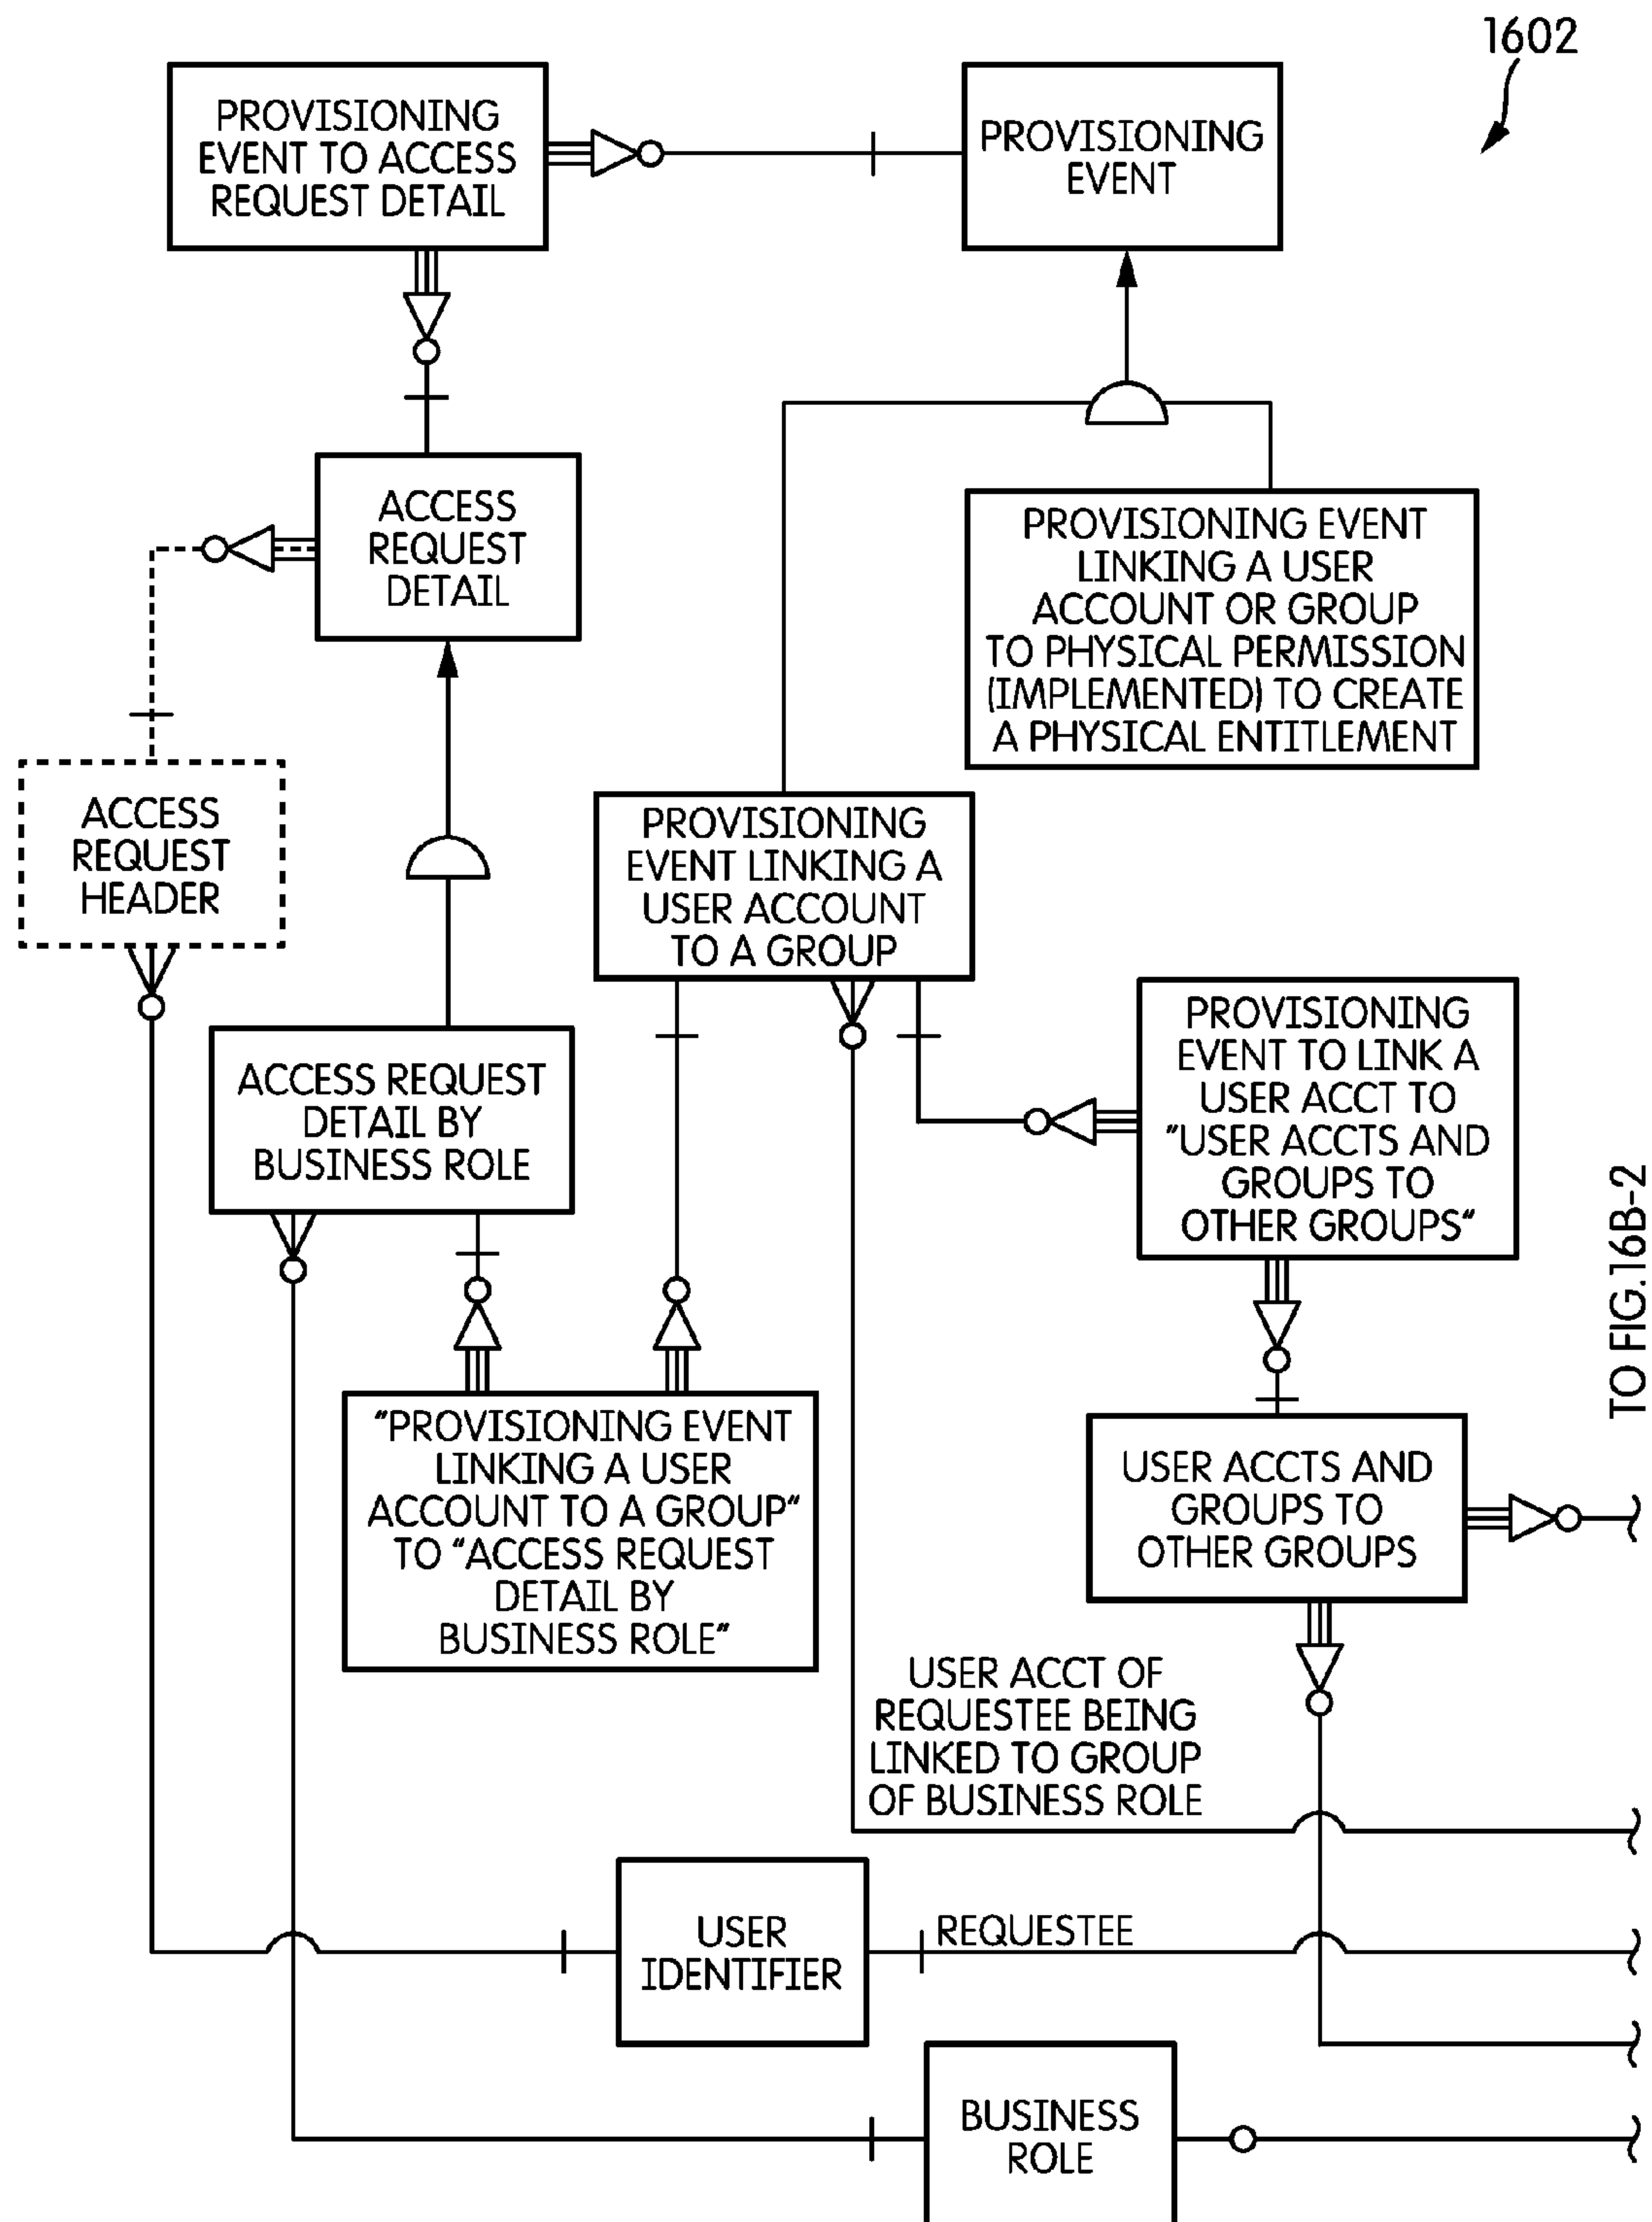 1602
PROVISIONING
EVENT TO ACCESS
REQUEST DETAIL
PROVISIONING
EVENT
ACCESS
REQUEST
DETAIL
PROVISIONING EVENT
LINKING A USER
ACCOUNT OR GROUP
TO PHYSICAL PERMISSION
(IMPLEMENTED) TO CREATE
A PHYSICAL ENTITLEMENT
ACCESS
REQUEST
HEADER
PROVISIONING
EVENT LINKING A
USER ACCOUNT
TO A GROUP
ACCESS REQUEST
DETAIL BY
BUSINESS ROLE
PROVISIONING
EVENT TO LINK A
USER ACCT TO
"USER ACCTS AND
GROUPS TO
OTHER GROUPS"
TO FIG.16B-2
"PROVISIONING EVENT
LINKING A USER
ACCOUNT TO A GROUP"
TO "ACCESS REQUEST
DETAIL BY
BUSINESS ROLE"
USER ACCTS AND
GROUPS TO
OTHER GROUPS
USER ACCT OF
REQUESTEE BEING
LINKED TO GROUP
OF BUSINESS ROLE
USER
IDENTIFIER
REQUESTEE
BUSINESS
ROLE